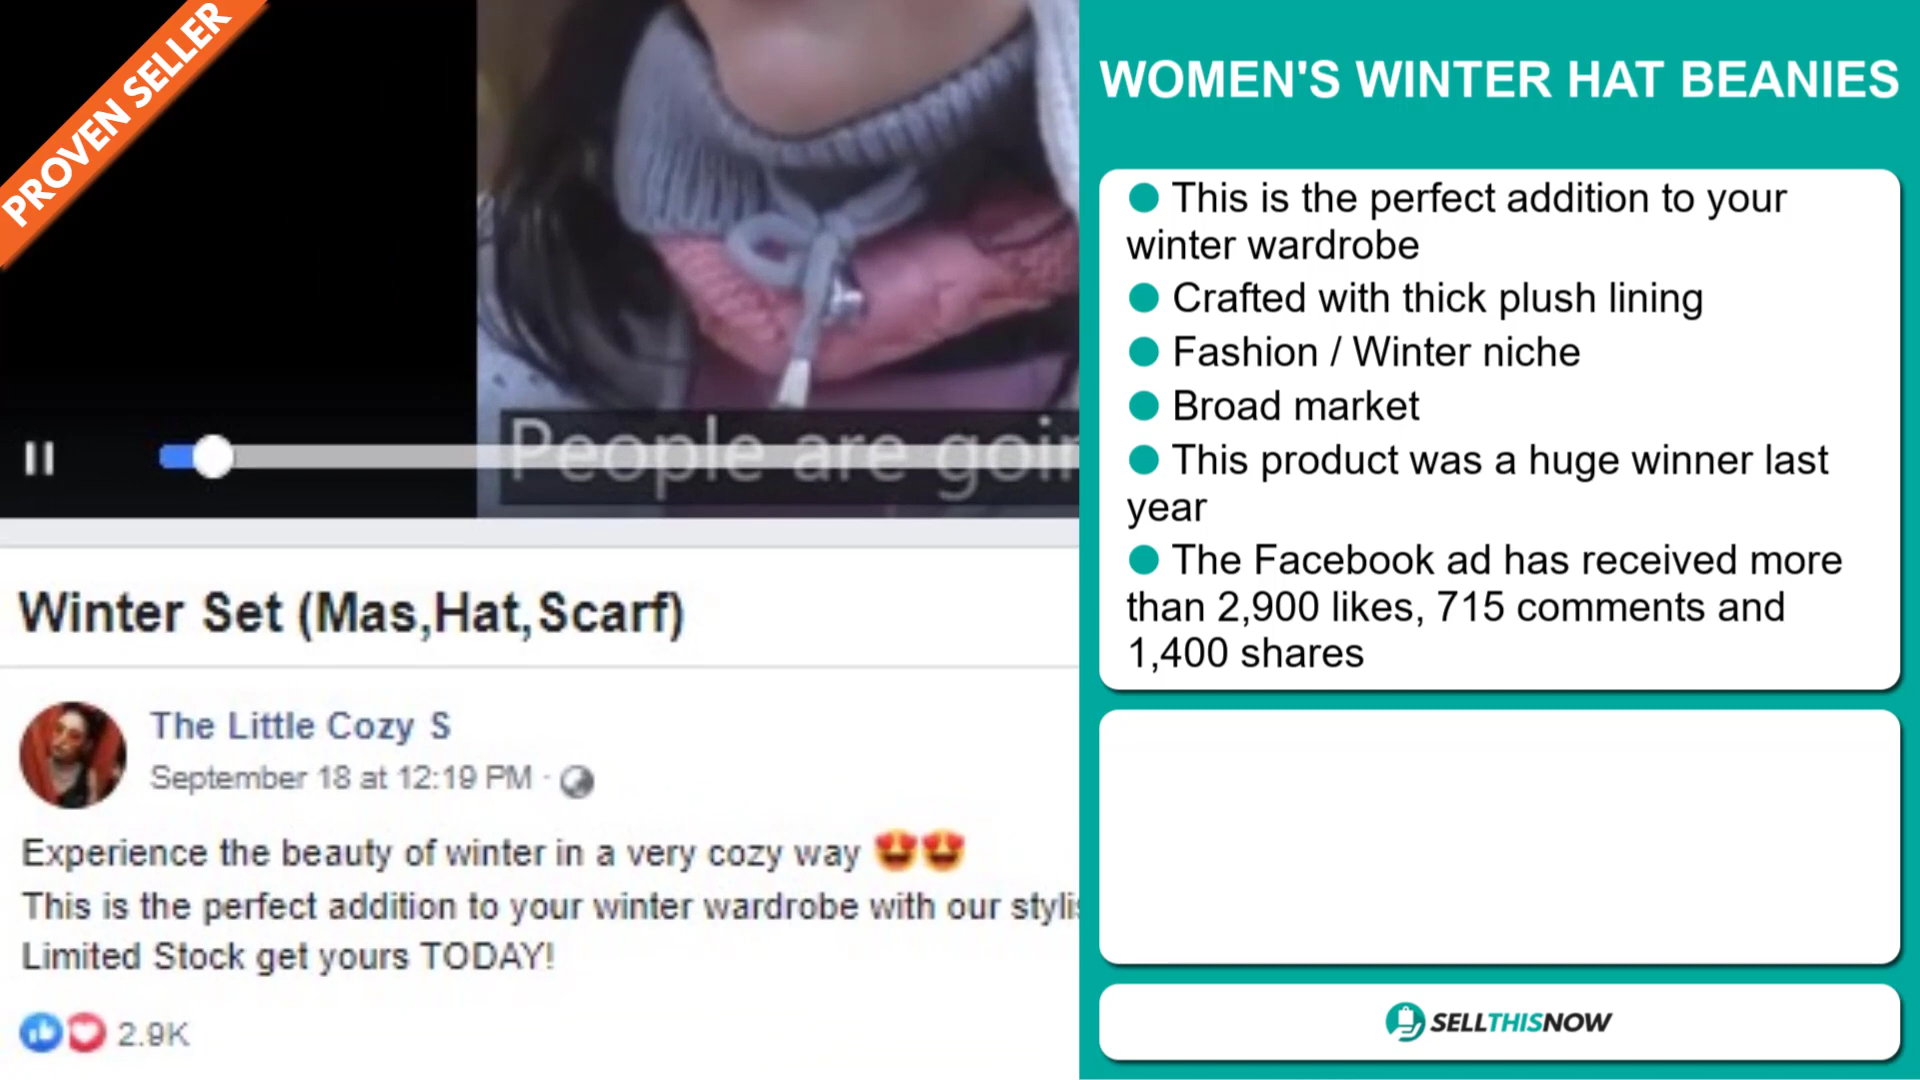 PROVEN SELLER
People are goin
Winter Set (Mas,Hat,Scarf)
The Little Cozy S
September 18 at 12:19 PM ·
Experience the beauty of winter in a very cozy way
This is the perfect addition to your winter wardrobe with our stylis
Limited Stock get yours TODAY!
2.9K
WOMEN'S WINTER HAT BEANIES
● This is the perfect addition to your
winter wardrobe
● Crafted with thick plush lining
● Fashion / Winter niche
● Broad market
● This product was a huge winner last
year
● The Facebook ad has received more
than 2,900 likes, 715 comments and
1,400 shares
SELLTHISNOW